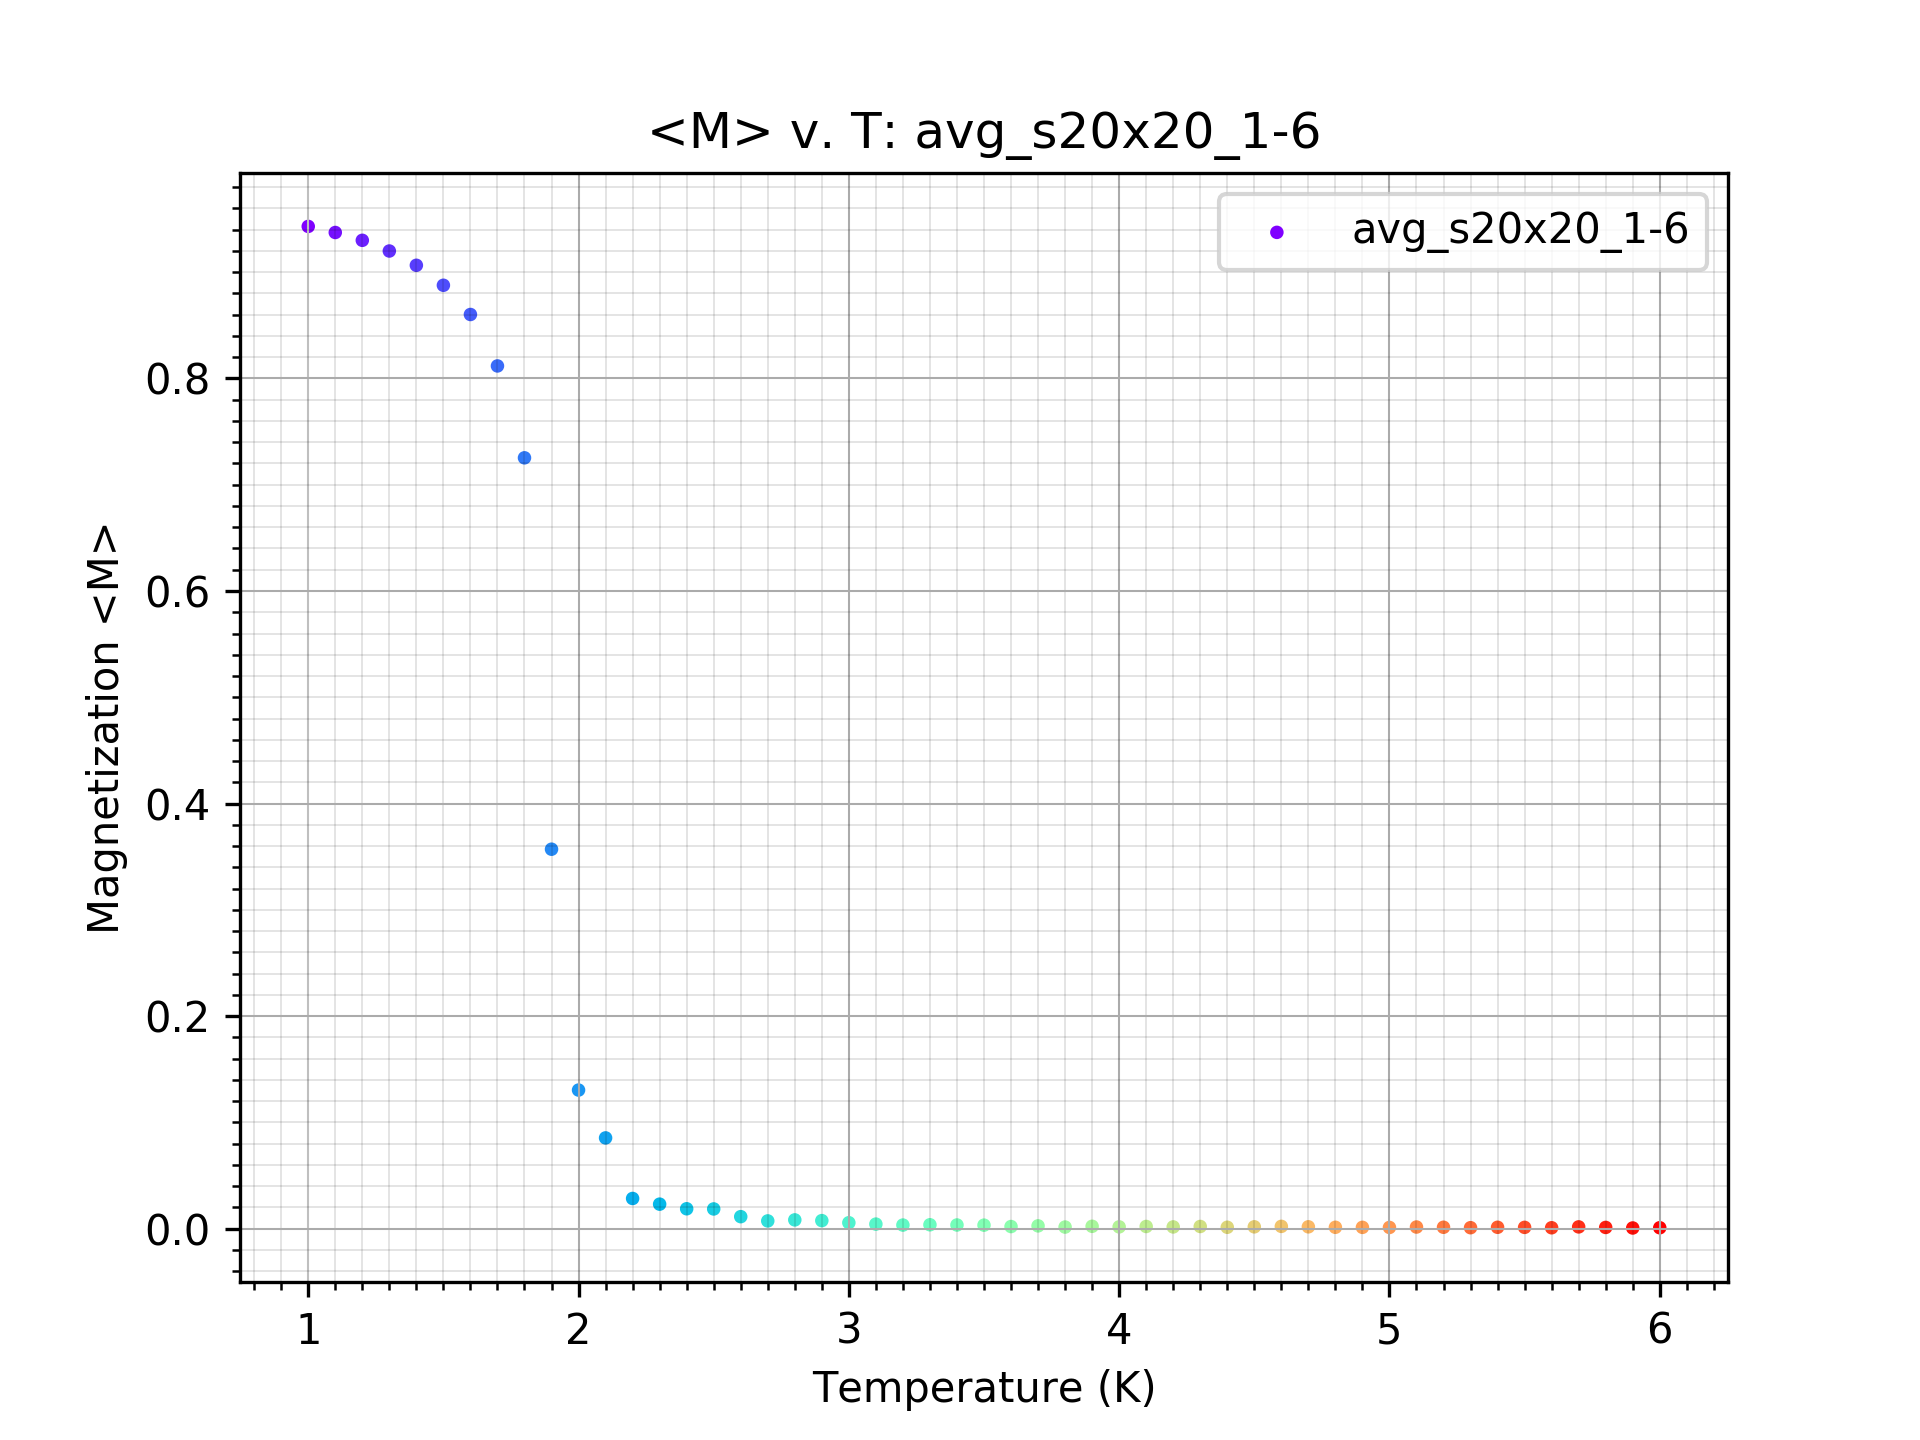 <M> v. T: avg_s20x20_1-6
avg_s20x20_1-6
Magnetization <M>
0.8
0.6
0.4
0.2
0.0
1 2 3 4 5 6
Temperature (K)